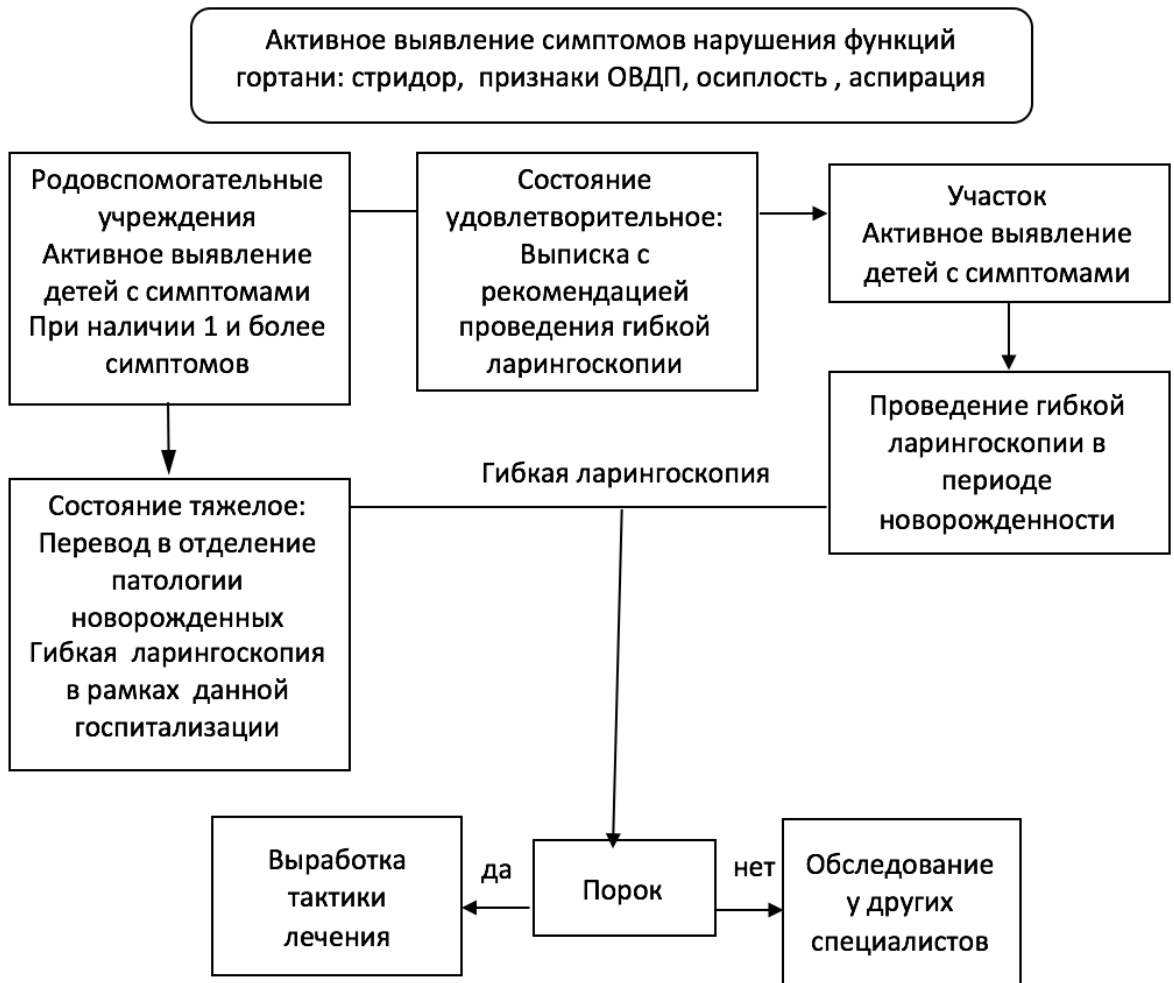 Активное выявление симптомов нарушения функций
гортани: стридор, признаки ОВДП, осиплость , аспирация
Родовспомогательные
учреждения
Активное выявление
детей с симптомами
При наличии 1 и более
симптомов
Состояние
удовлетворительное:
Выписка с
рекомендацией
проведения гибкой
ларингоскопии
Участок
Активное выявление
детей с симптомами
Проведение гибкой
ларингоскопии в
периоде
новорожденности
Гибкая ларингоскопия
Состояние тяжелое:
Перевод в отделение
патологии
новорожденных
Гибкая ларингоскопия
в рамках данной
госпитализации
Выработка
тактики
лечения
да
Порок
нет
Обследование
у других
специалистов